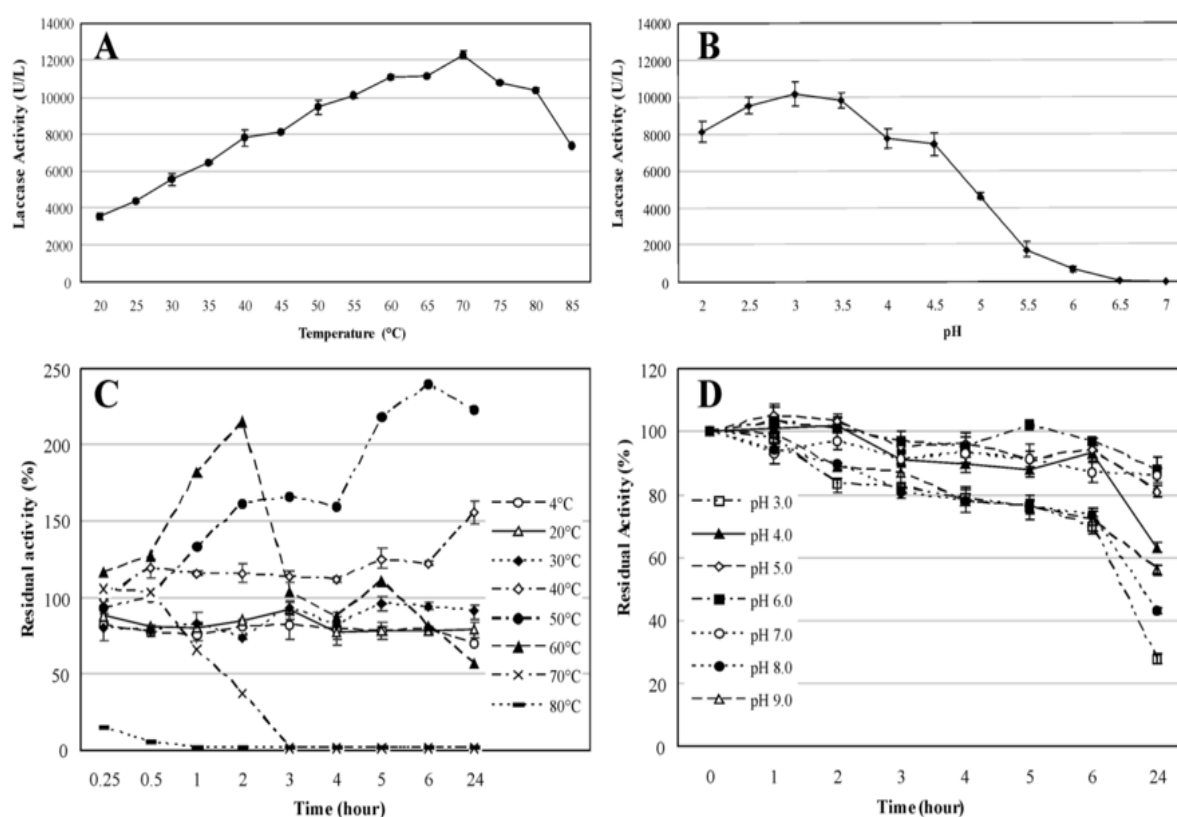 A
Laccase Activity (U/L)
14000
12000
10000
8000
6000
4000
2000
0
20 25 30 35 40 45 50 55 60 65 70 75 80 85
Temperature (°C)
B
Laccase Activity (U/L)
14000
12000
10000
8000
6000
4000
2000
0
2 2.5 3 3.5 4 4.5 5 5.5 6 6.5 7
pH
C
Residual activity (%)
250
200
150
100
50
0
4°C
20°C
30°C
40°C
50°C
60°C
70°C
80°C
0.25 0.5 1 2 3 4 5 6 24
Time (hour)
D
Residual Activity (%)
120
100
80
60
40
20
0
pH 3.0
pH 4.0
pH 5.0
pH 6.0
pH 7.0
pH 8.0
pH 9.0
0 1 2 3 4 5 6 24
Time (hour)